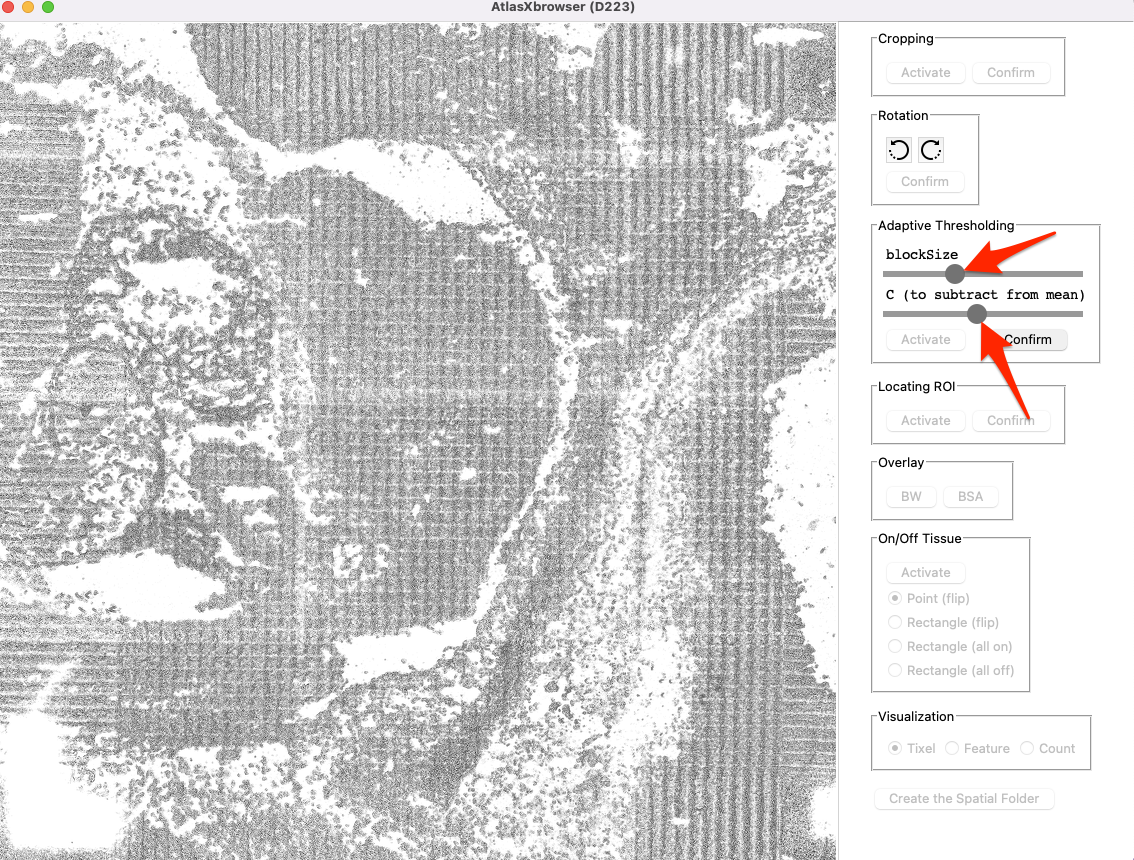 AtlasXbrowser (D223)
Cropping
Activate Confirm
Rotation
Confirm
Adaptive Thresholding
blockSize
C (to subtract from mean)
Activate Confirm
Locating ROI
Activate Confirm
Overlay
BW BSA
On/Off Tissue
Activate
Point (flip)
Rectangle (flip)
Rectangle (all on)
Rectangle (all off)
Visualization
Tixel Feature Count
Create the Spatial Folder